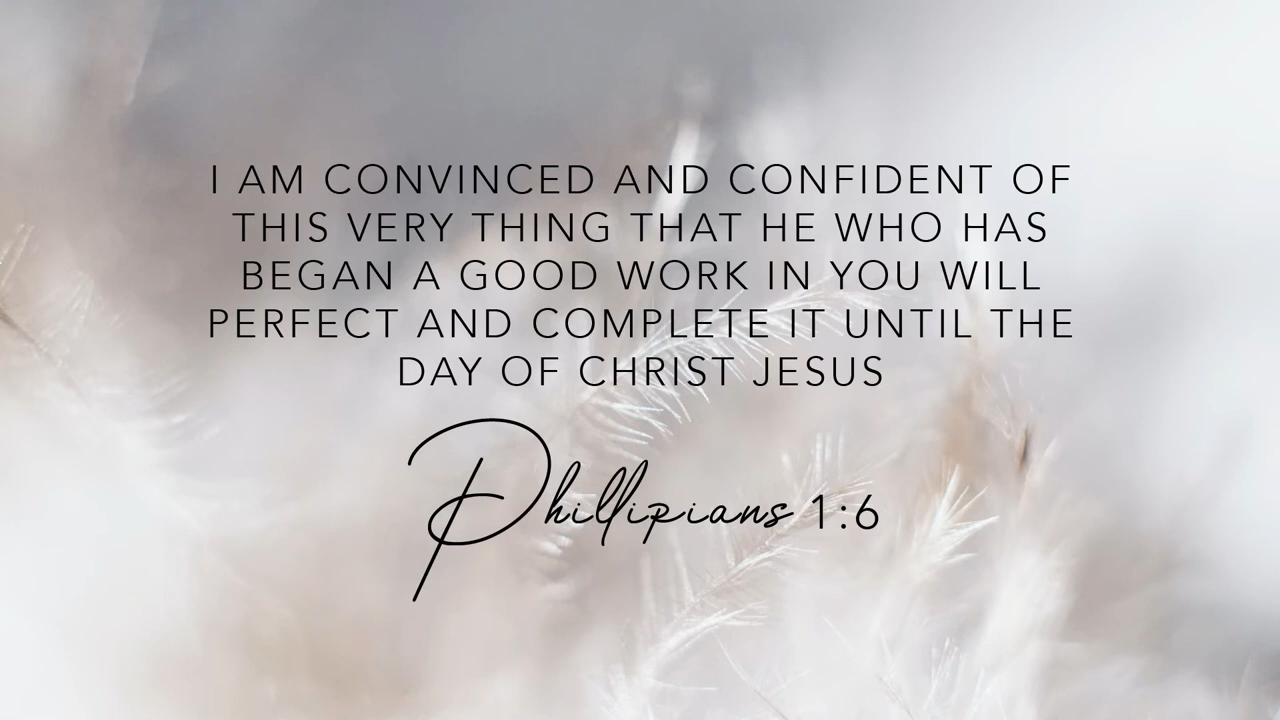 I AM CONVINCED AND CONFIDENT OF
THIS VERY THING THAT HE WHO HAS
BEGAN A GOOD WORK IN YOU WILL
PERFECT AND COMPLETE IT UNTIL THE
DAY OF CHRIST JESUS
Phillipians 1:6